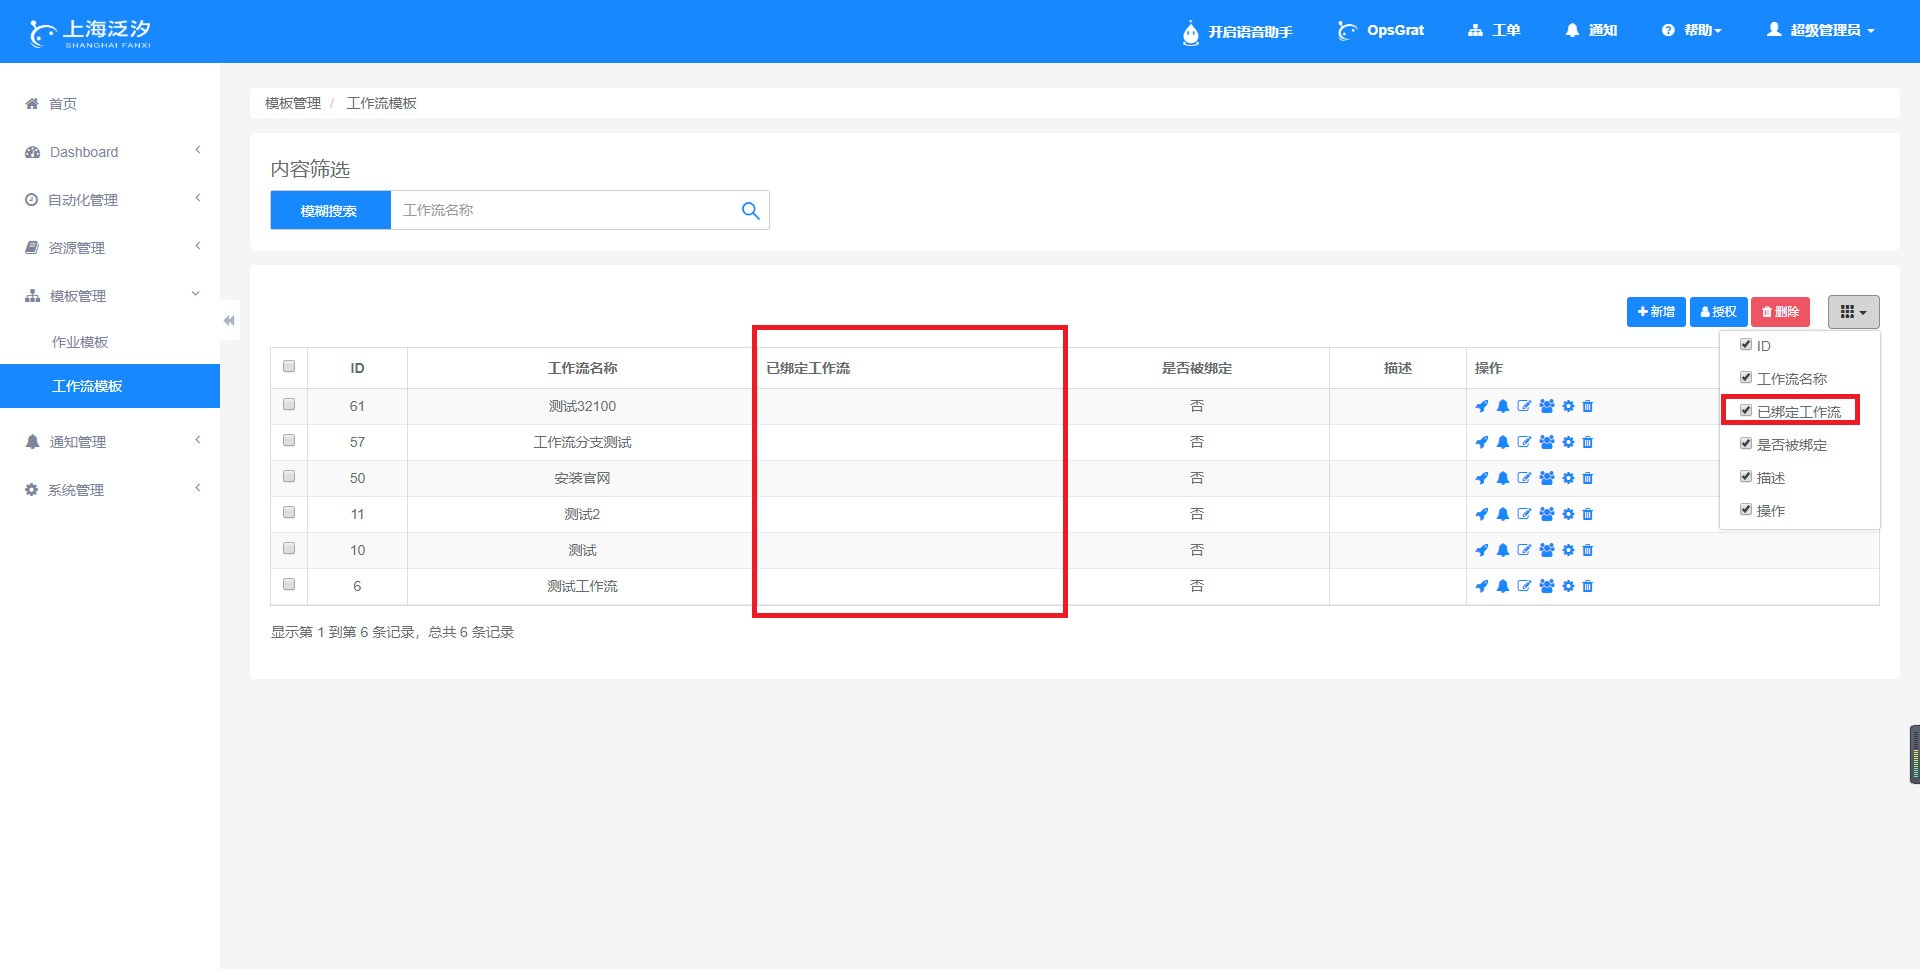 上海泛汐
SHANGHAI FANXI
开启语音助手
OpsGrat
工单
通知
帮助
超级管理员
首页
Dashboard
自动化管理
资源管理
模板管理
作业模板
工作流模板
通知管理
系统管理
模板管理 / 工作流模板
内容筛选
模糊搜索 工作流名称
新增 授权 删除
ID 工作流名称 已绑定工作流 是否被绑定 描述 操作
61 测试32100 否
57 工作流分支测试 否
50 安装官网 否
11 测试2 否
10 测试 否
6 测试工作流 否
显示第 1 到第 6 条记录，总共 6 条记录
ID
工作流名称
已绑定工作流
是否被绑定
描述
操作